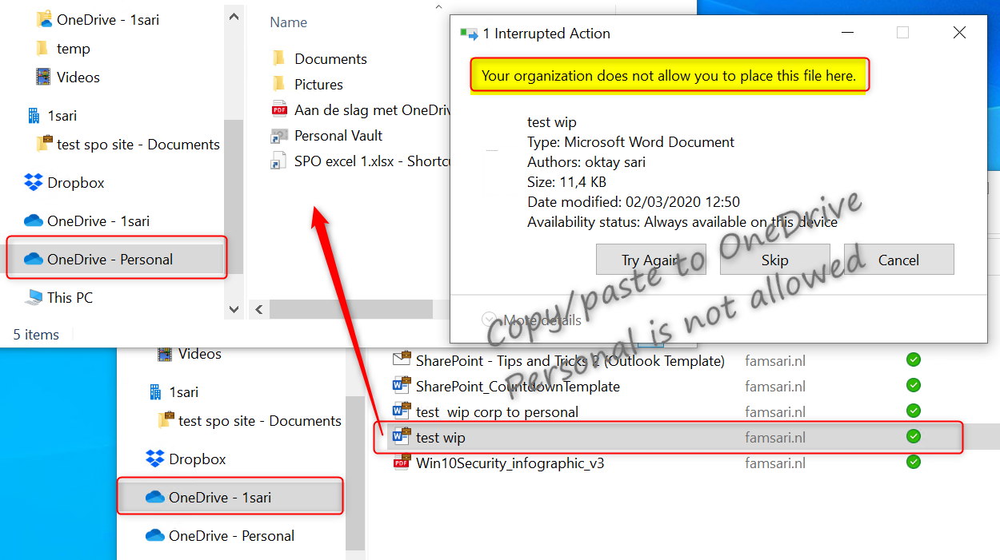 OneDrive - 1sari
temp
Videos
1sari
test spo site - Documents
Dropbox
OneDrive - 1sari
OneDrive - Personal
This PC
5 items
Name
Documents
Pictures
PDF
Aan de slag met OneDriv
Personal Vault
SPO excel 1.xlsx - Shortcu
1 Interrupted Action
Your organization does not allow you to place this file here.
test wip
Type: Microsoft Word Document
Authors: oktay sari
Size: 11,4 KB
Date modified: 02/03/2020 12:50
Availability status: Always available on this device
Try Again
Skip
Cancel
More details
Copy/paste to OneDrive
Personal is not allowed
Videos
1sari
test spo site - Documents
Dropbox
OneDrive - 1sari
OneDrive - Personal
SharePoint - Tips and Tricks 2 (Outlook Template) famsari.nl
SharePoint_CountdownTemplate famsari.nl
test  wip corp to personal famsari.nl
test wip famsari.nl
PDF
Win10Security_infographic_v3 famsari.nl